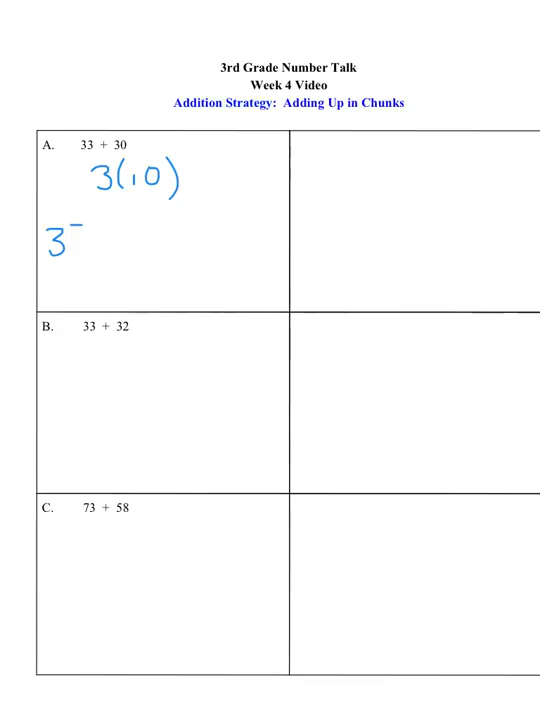 3rd Grade Number Talk
Week 4 Video
Addition Strategy: Adding Up in Chunks
A. 33 + 30
3(10)
3
B. 33 + 32
C. 73 + 58